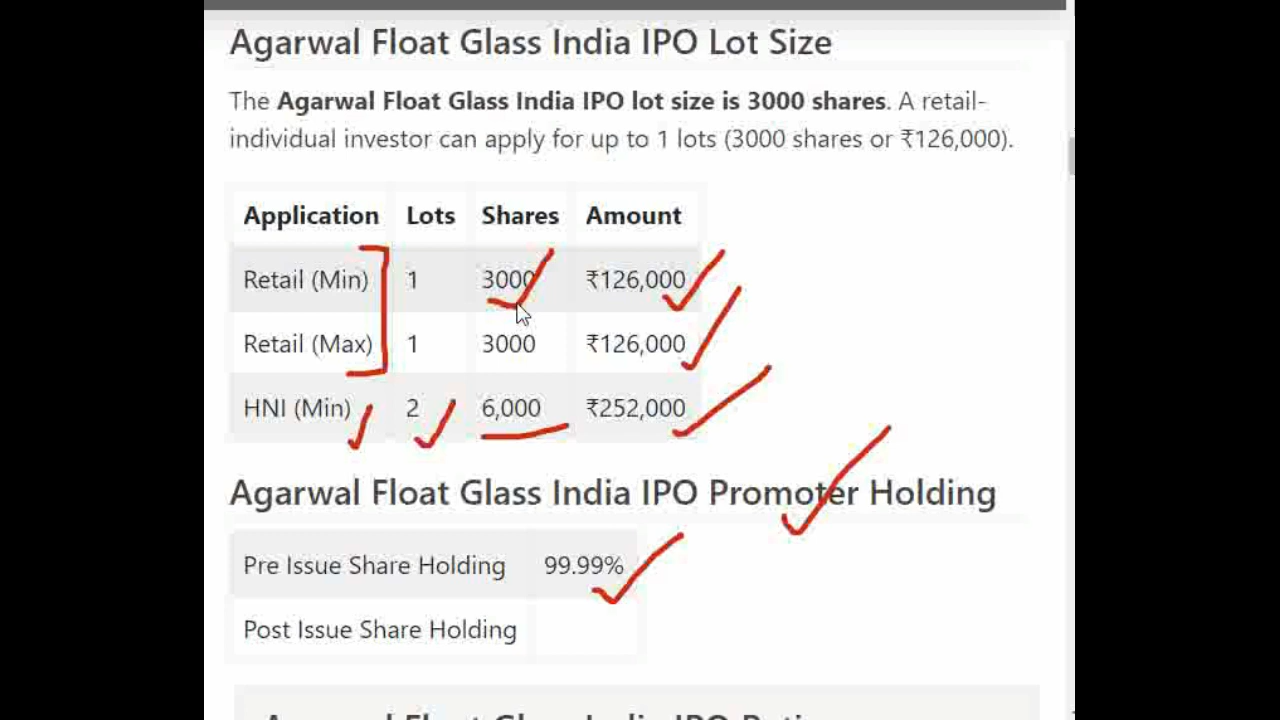 Agarwal Float Glass India IPO Lot Size
The Agarwal Float Glass India IPO lot size is 3000 shares. A retail-
individual investor can apply for up to 1 lots (3000 shares or ₹126,000).
Application Lots Shares Amount
Retail (Min) 1 3000 ₹126,000
Retail (Max) 1 3000 ₹126,000
HNI (Min) 2 6,000 ₹252,000
Agarwal Float Glass India IPO Promoter Holding
Pre Issue Share Holding 99.99%
Post Issue Share Holding